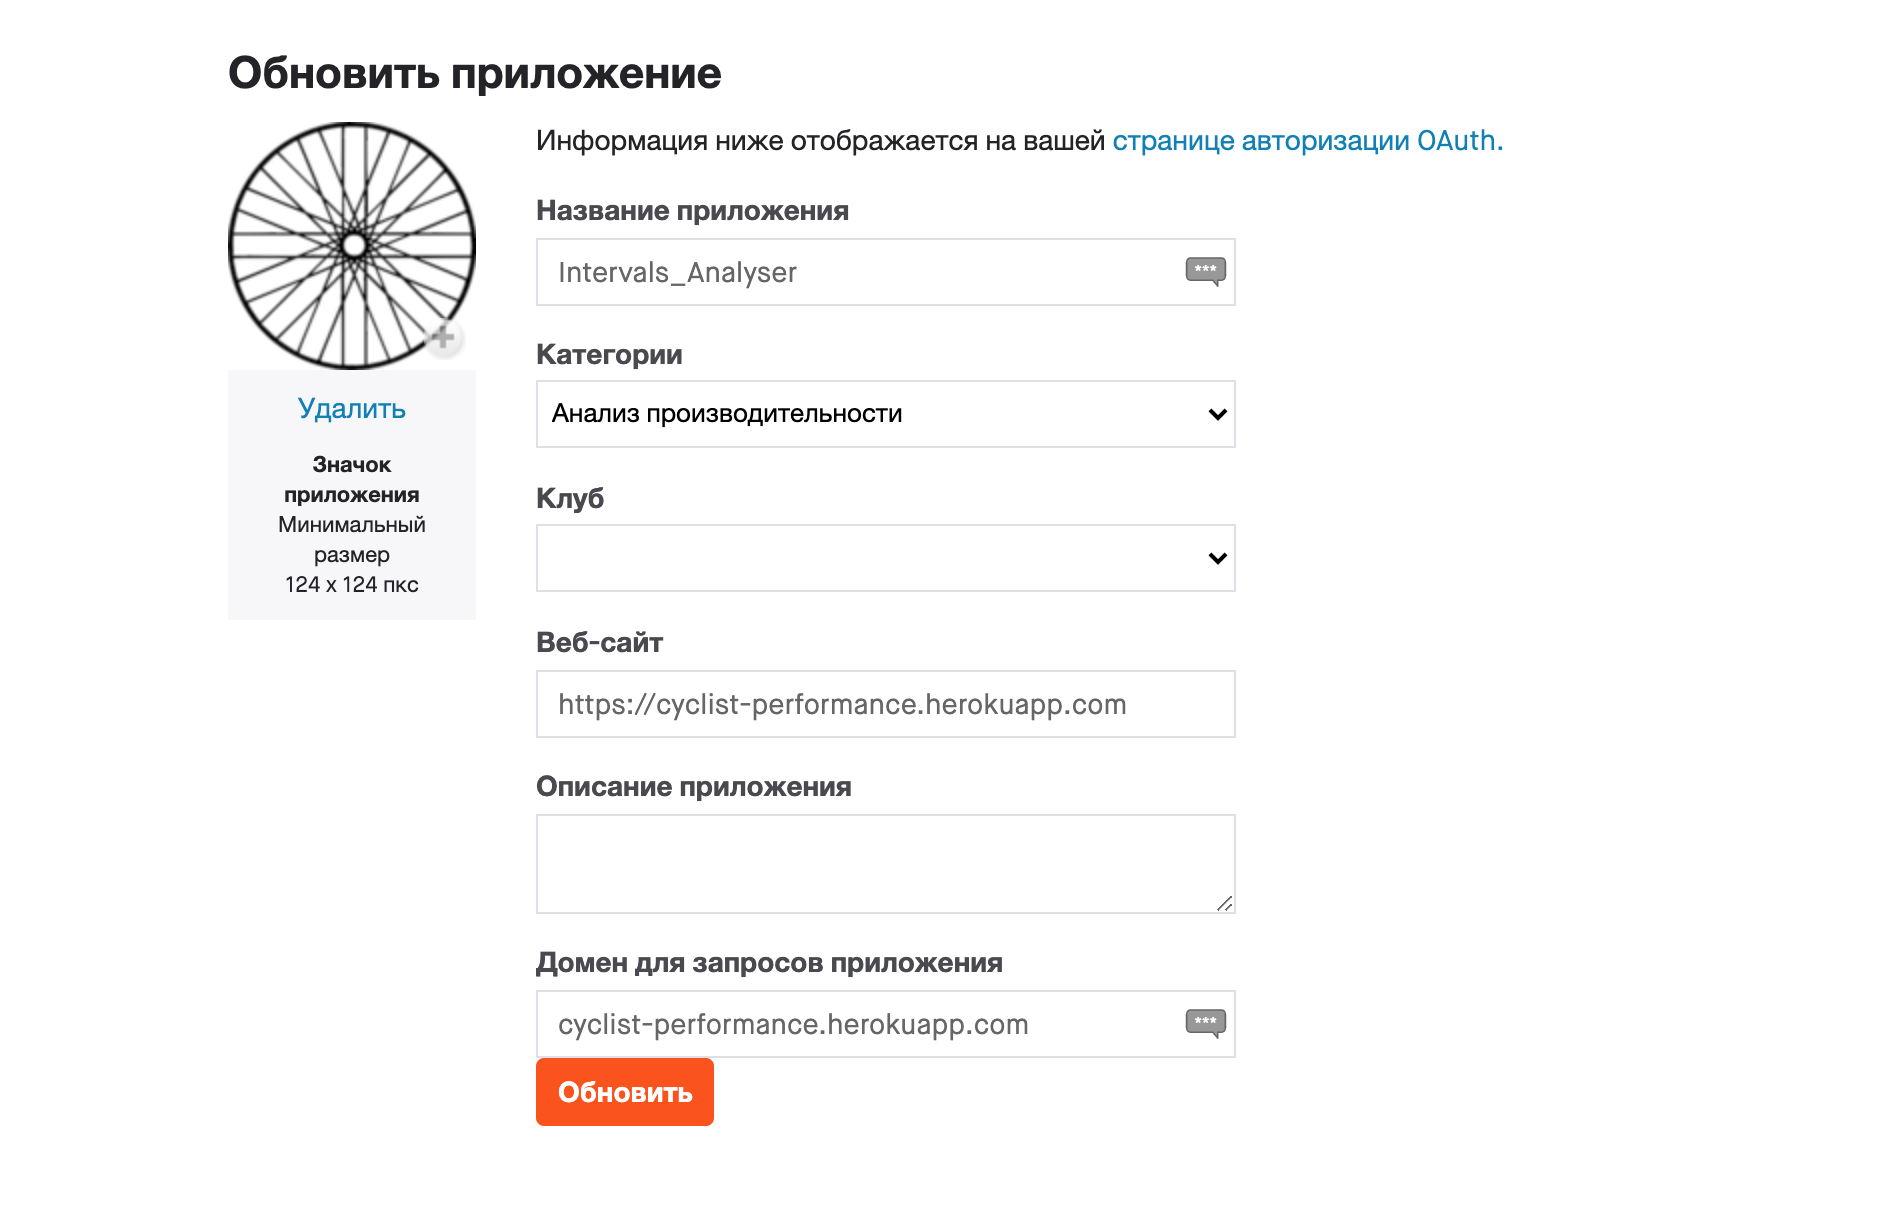 Обновить приложение
Информация ниже отображается на вашей странице авторизации OAuth.
Название приложения
Intervals_Analyser
Категории
Анализ производительности
Удалить
Значок
приложения
Минимальный
размер
124 x 124 пкс
Клуб
Веб-сайт
https://cyclist-performance.herokuapp.com
Описание приложения
Домен для запросов приложения
cyclist-performance.herokuapp.com
Обновить